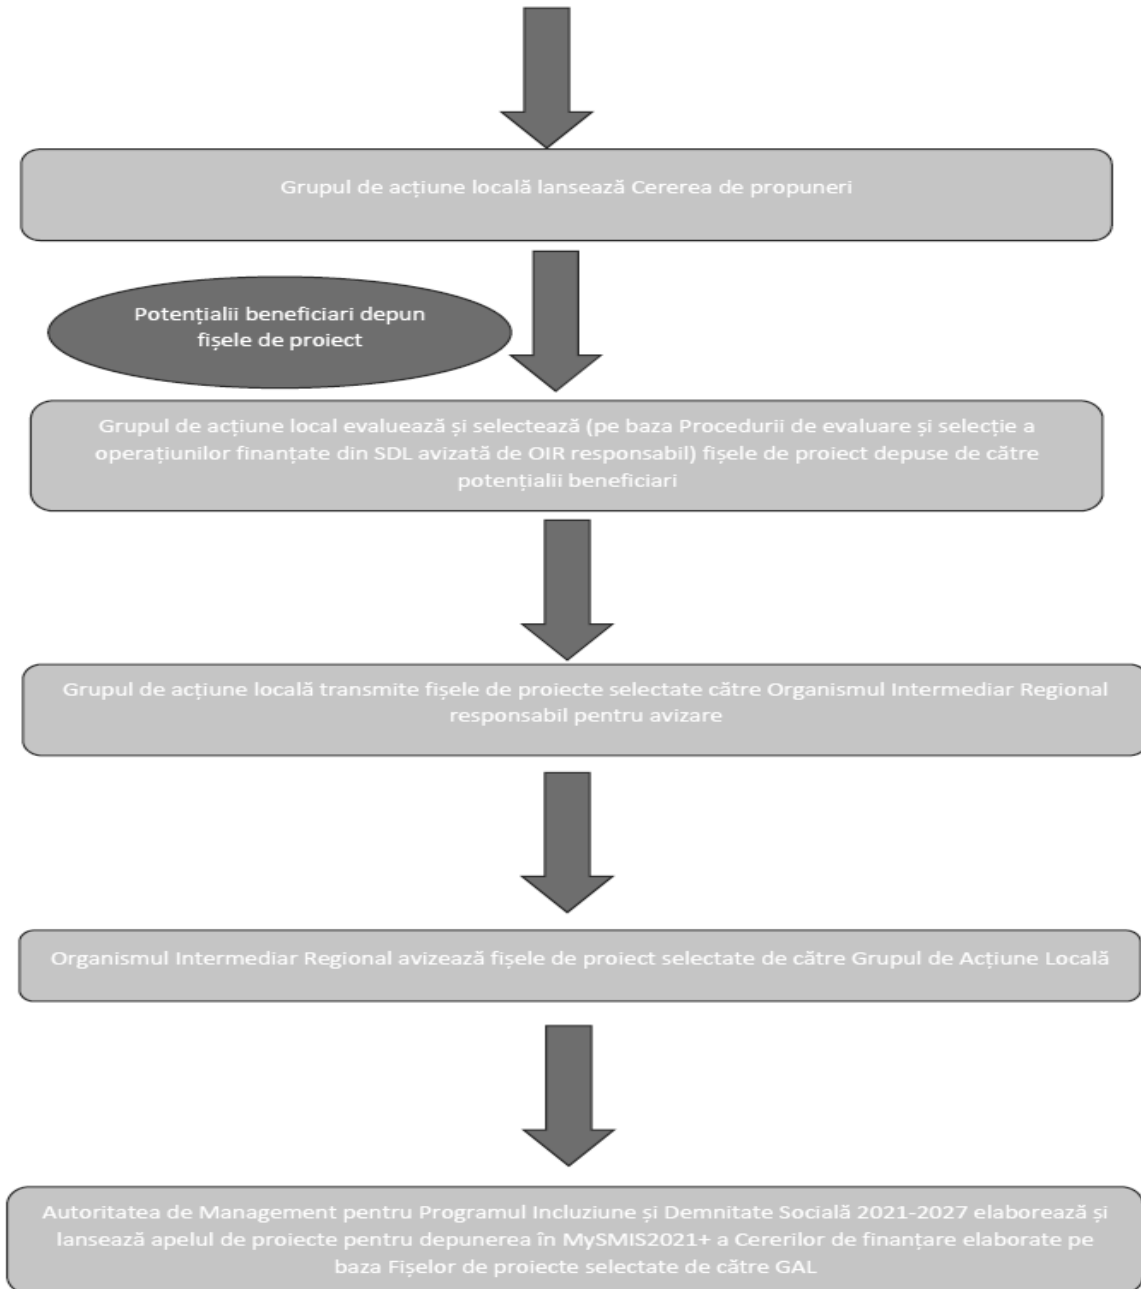 Grupul de acțiune locală lansează Cererea de propuneri
Potențialii beneficiari depun
fișele de proiect
Grupul de acțiune local evaluează și selectează (pe baza Procedurii de evaluare și selecție a
operațiunilor finanțate din SDL avizată de OIR responsabil) fișele de proiect depuse de către
potențialii beneficiari
Grupul de acțiune locală transmite fișele de proiecte selectate către Organismul Intermediar Regional
responsabil pentru avizare
Organismul Intermediar Regional avizează fișele de proiect selectate de către Grupul de Acțiune Locală
Autoritatea de Management pentru Programul Incluziune și Demnitate Socială 2021-2027 elaborează și
lansează apelul de proiecte pentru depunerea în MySMIS2021+ a Cererilor de finanțare elaborate pe
baza Fișelor de proiecte selectate de către GAL